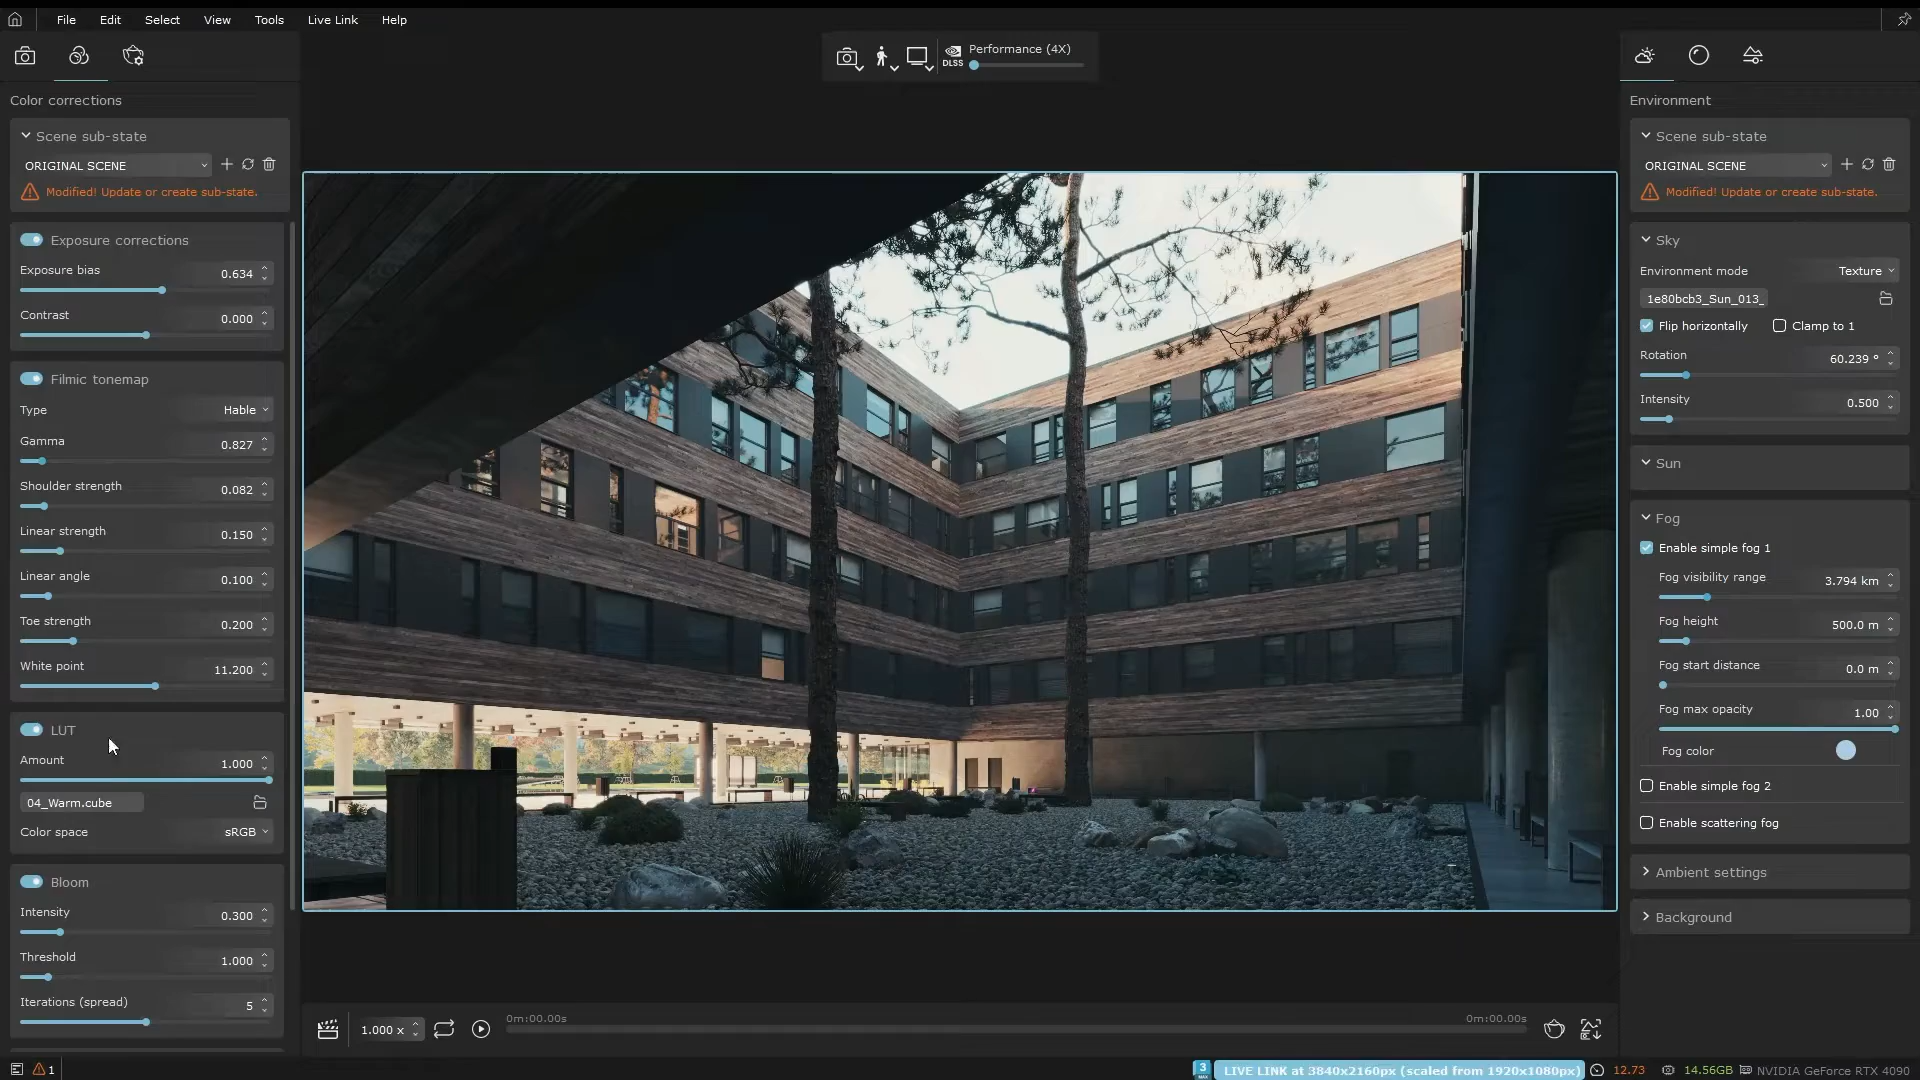 File Edit Select View Tools Live Link Help
Performance (4X)
DLSS
Color corrections
Scene sub-state
ORIGINAL SCENE
Modified! Update or create sub-state.
Exposure corrections
Exposure bias 0.634
Contrast 0.000
Filmic tonemap
Type Hable
Gamma 0.827
Shoulder strength 0.082
Linear strength 0.150
Linear angle 0.100
Toe strength 0.200
White point 11.200
LUT
Amount 1.000
04_Warm.cube
Color space sRGB
Bloom
Intensity 0.300
Threshold 1.000
Iterations (spread) 5
1
1.000 x
0m:00.00s
0m:00.00s
Environment
Scene sub-state
ORIGINAL SCENE
Modified! Update or create sub-state.
Sky
Environment mode Texture
1e80bcb3_Sun_013_
Flip horizontally Clamp to 1
Rotation 60.239 °
Intensity 0.500
Sun
Fog
Enable simple fog 1
Fog visibility range 3.794 km
Fog height 500.0 m
Fog start distance 0.0 m
Fog max opacity 1.00
Fog color
Enable simple fog 2
Enable scattering fog
Ambient settings
Background
3
LIVE LINK at 3840x2160px (scaled from 1920x1080px) 12.73 14.56GB NVIDIA GeForce RTX 4090